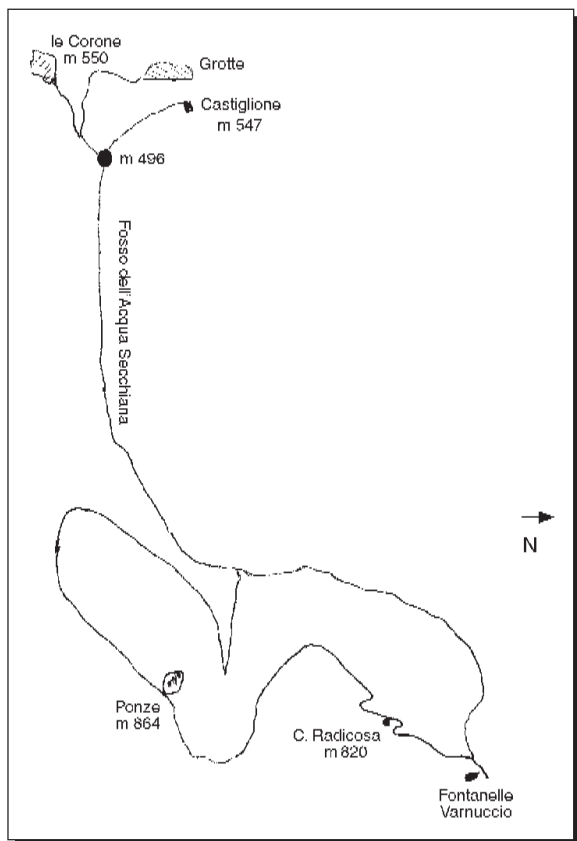 le Corone
m 550
Grotte
Castiglione
m 547
m 496
Fosso dell'Acqua Secchiana
N
Ponze
m 864
C. Radicosa
m 820
Fontanelle
Varnuccio